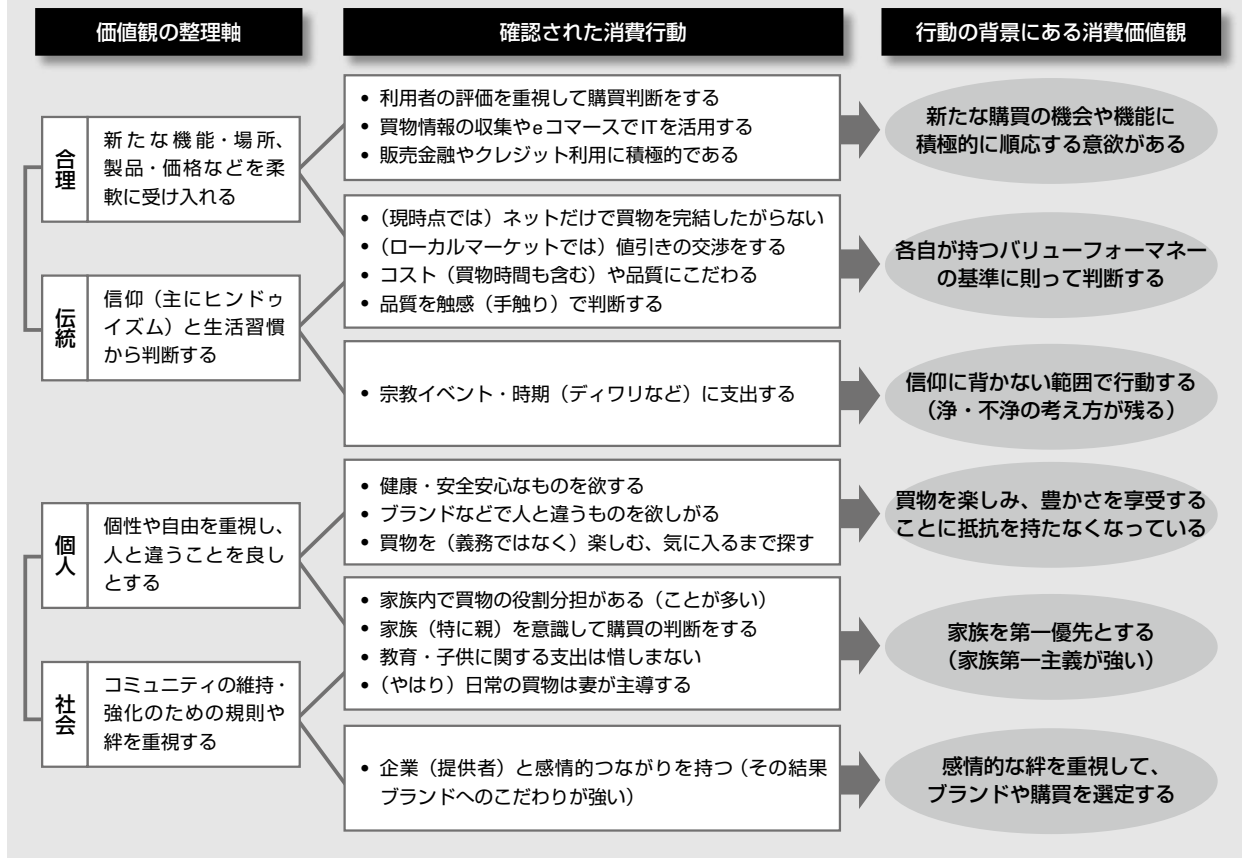 価値観の整理軸
確認された消費行動
行動の背景にある消費価値観
合理
新たな機能・場所、
製品・価格などを柔
軟に受け入れる
伝統
信仰（主にヒンドゥ
イズム）と生活習慣
から判断する
• 利用者の評価を重視して購買判断をする
• 買物情報の収集やeコマースでITを活用する
• 販売金融やクレジット利用に積極的である
新たな購買の機会や機能に
積極的に順応する意欲がある
• （現時点では）ネットだけで買物を完結したがらない
• （ローカルマーケットでは）値引きの交渉をする
• コスト（買物時間も含む）や品質にこだわる
• 品質を触感（手触り）で判断する
各自が持つバリューフォーマネー
の基準に則って判断する
• 宗教イベント・時期（ディワリなど）に支出する
信仰に背かない範囲で行動する
（浄・不浄の考え方が残る）
個人
個性や自由を重視し、
人と違うことを良し
とする
社会
コミュニティの維持・
強化のための規則や
絆を重視する
• 健康・安全安心なものを欲する
• ブランドなどで人と違うものを欲しがる
• 買物を（義務ではなく）楽しむ、気に入るまで探す
買物を楽しみ、豊かさを享受する
ことに抵抗を持たなくなっている
• 家族内で買物の役割分担がある（ことが多い）
• 家族（特に親）を意識して購買の判断をする
• 教育・子供に関する支出は惜しまない
• （やはり）日常の買物は妻が主導する
家族を第一優先とする
（家族第一主義が強い）
• 企業（提供者）と感情的つながりを持つ（その結果
ブランドへのこだわりが強い）
感情的な絆を重視して、
ブランドや購買を選定する